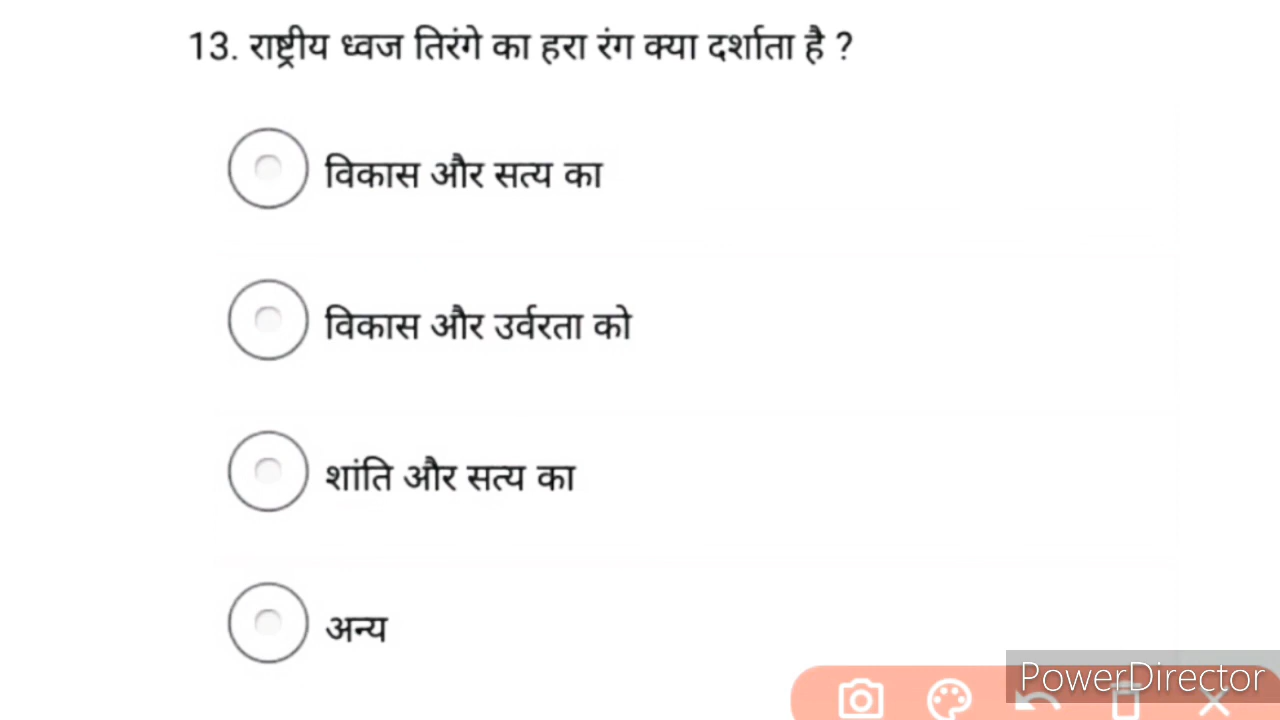 13. राष्ट्रीय ध्वज तिरंगे का हरा रंग क्या दर्शाता है ?
विकास और सत्य का
विकास और उर्वरता को
शांति और सत्य का
अन्य
PowerDirector